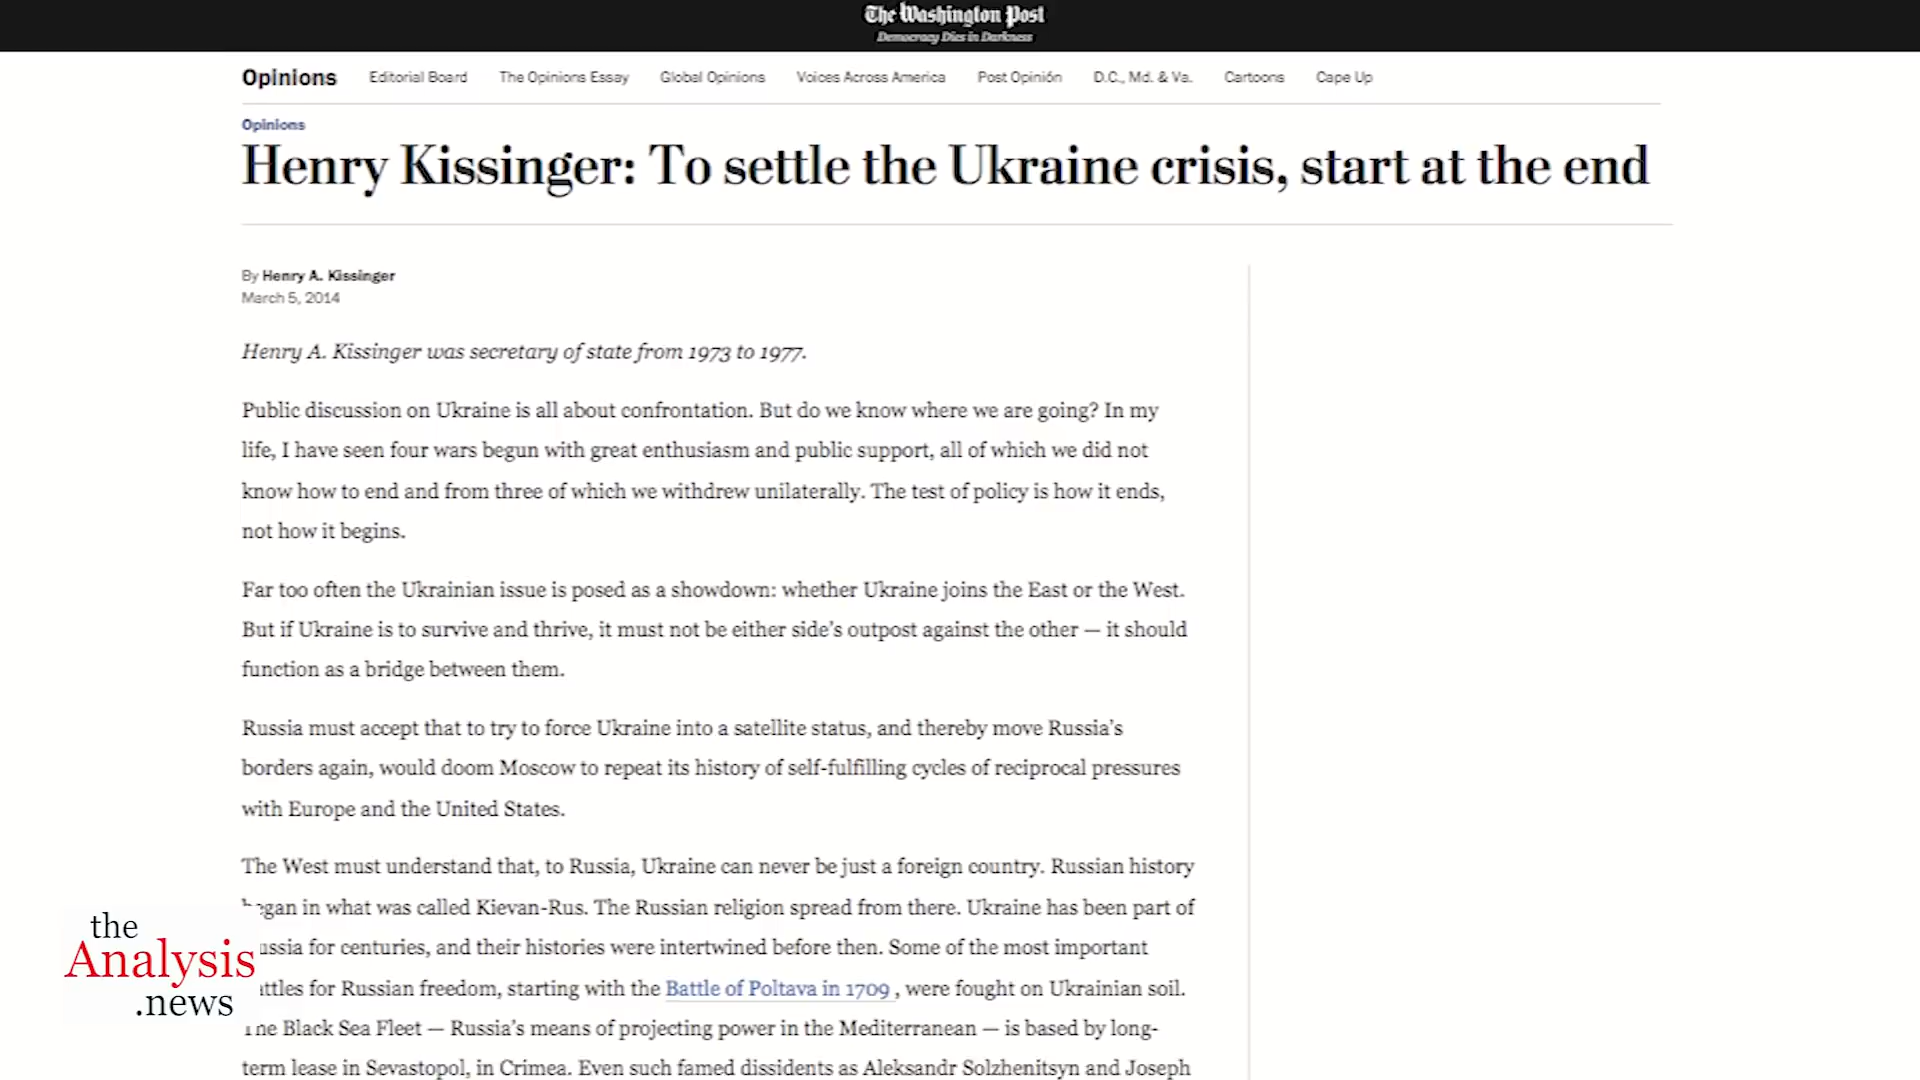 The Washington Post
Democracy Dies in Darkness
Opinions Editorial Board The Opinions Essay Global Opinions Voices Across America Post Opinión D.C., Md. & Va. Cartoons Cape Up
Opinions
Henry Kissinger: To settle the Ukraine crisis, start at the end
By Henry A. Kissinger
March 5, 2014
Henry A. Kissinger was secretary of state from 1973 to 1977.
Public discussion on Ukraine is all about confrontation. But do we know where we are going? In my
life, I have seen four wars begun with great enthusiasm and public support, all of which we did not
know how to end and from three of which we withdrew unilaterally. The test of policy is how it ends,
not how it begins.
Far too often the Ukrainian issue is posed as a showdown: whether Ukraine joins the East or the West.
But if Ukraine is to survive and thrive, it must not be either side's outpost against the other — it should
function as a bridge between them.
Russia must accept that to try to force Ukraine into a satellite status, and thereby move Russia's
borders again, would doom Moscow to repeat its history of self-fulfilling cycles of reciprocal pressures
with Europe and the United States.
The West must understand that, to Russia, Ukraine can never be just a foreign country. Russian history
egan in what was called Kievan-Rus. The Russian religion spread from there. Ukraine has been part of
ussia for centuries, and their histories were intertwined before then. Some of the most important
attles for Russian freedom, starting with the Battle of Poltava in 1709 , were fought on Ukrainian soil.
The Black Sea Fleet — Russia's means of projecting power in the Mediterranean — is based by long-
term lease in Sevastopol, in Crimea. Even such famed dissidents as Aleksandr Solzhenitsyn and Joseph
the
Analysis
.news